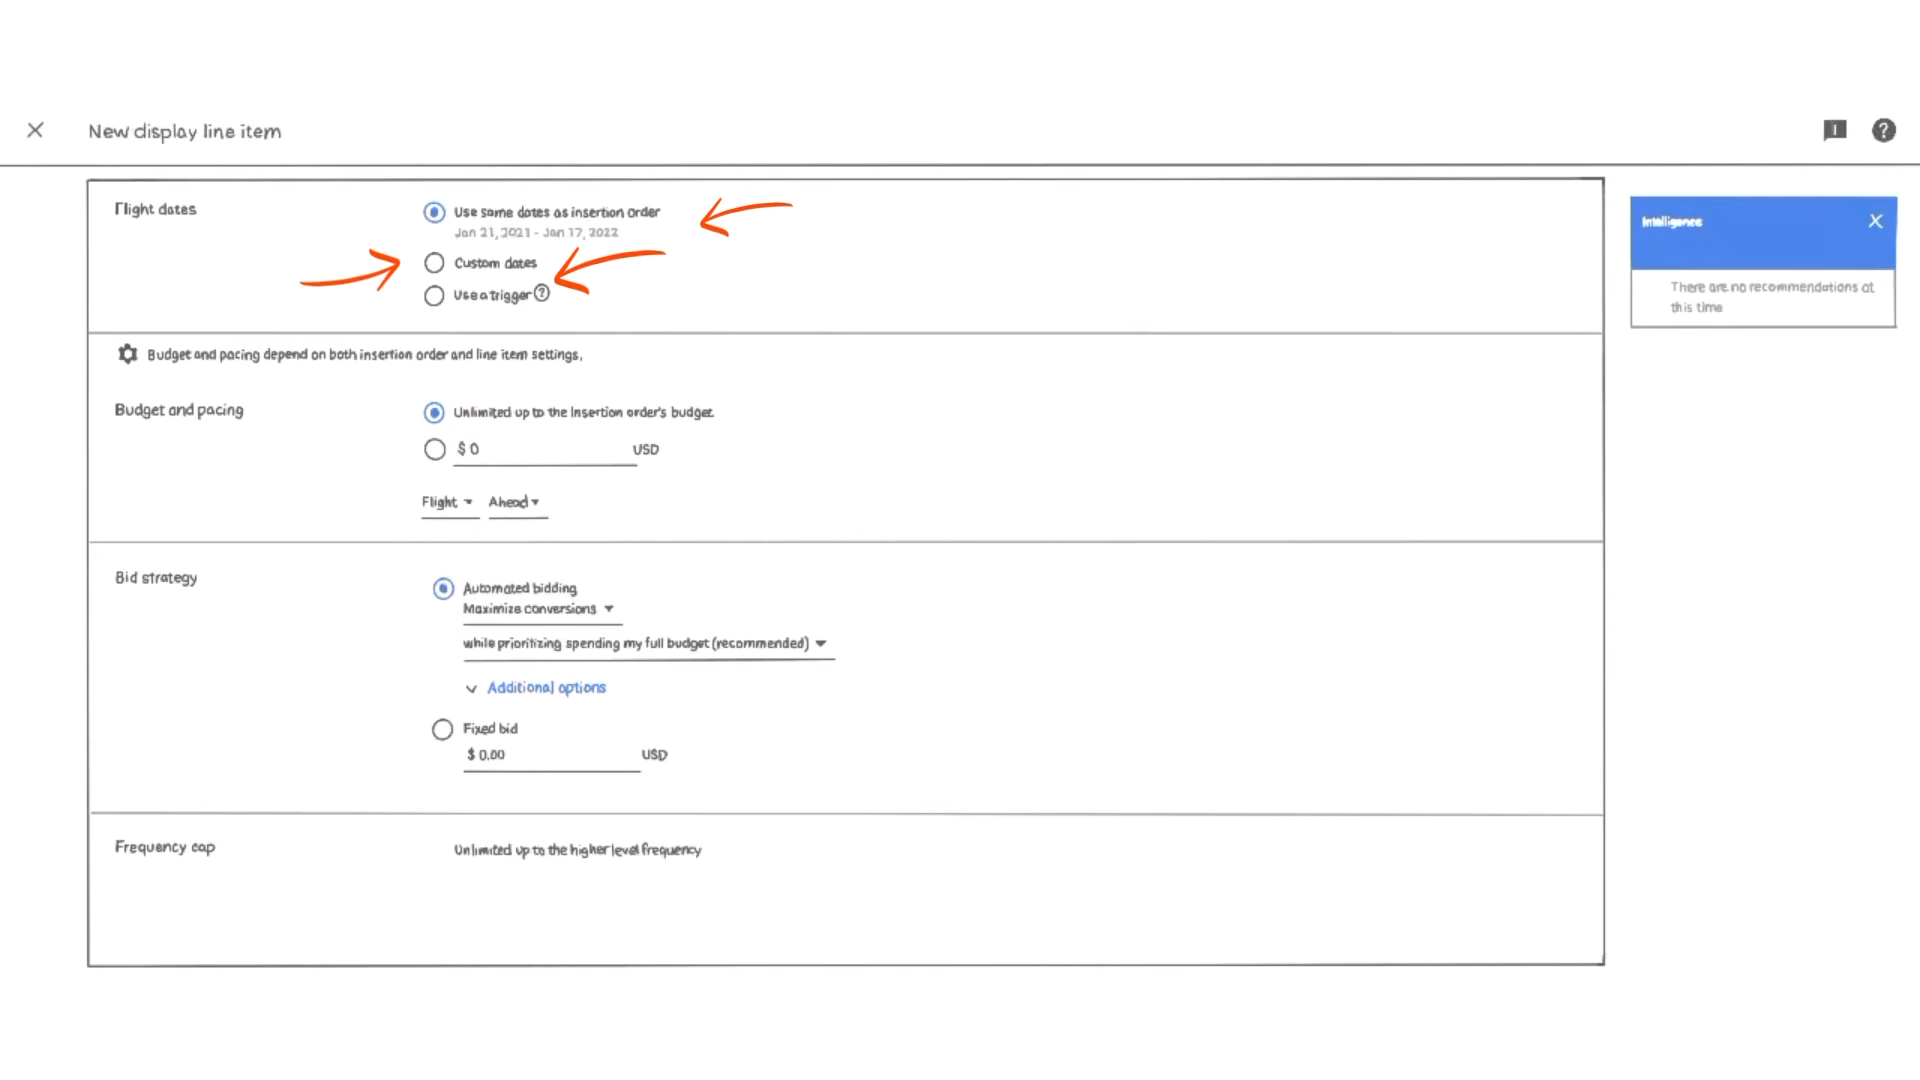 New display line item
Flight dates
Use same dates as insertion order
Jan 21, 2021 - Jan 17, 2022
Custom dates
Use a trigger ?
Intelligence
There are no recommendations at
this time
Budget and pacing depend on both insertion order and line item settings.
Budget and pacing
Unlimited up to the Insertion order's budget
$ 0 USD
Flight Ahead
Bid strategy
Automated bidding
Maximize conversions
while prioritizing spending my full budget (recommended)
Additional options
Fixed bid
$ 0.00 USD
Frequency cap
Unlimited up to the higher level frequency